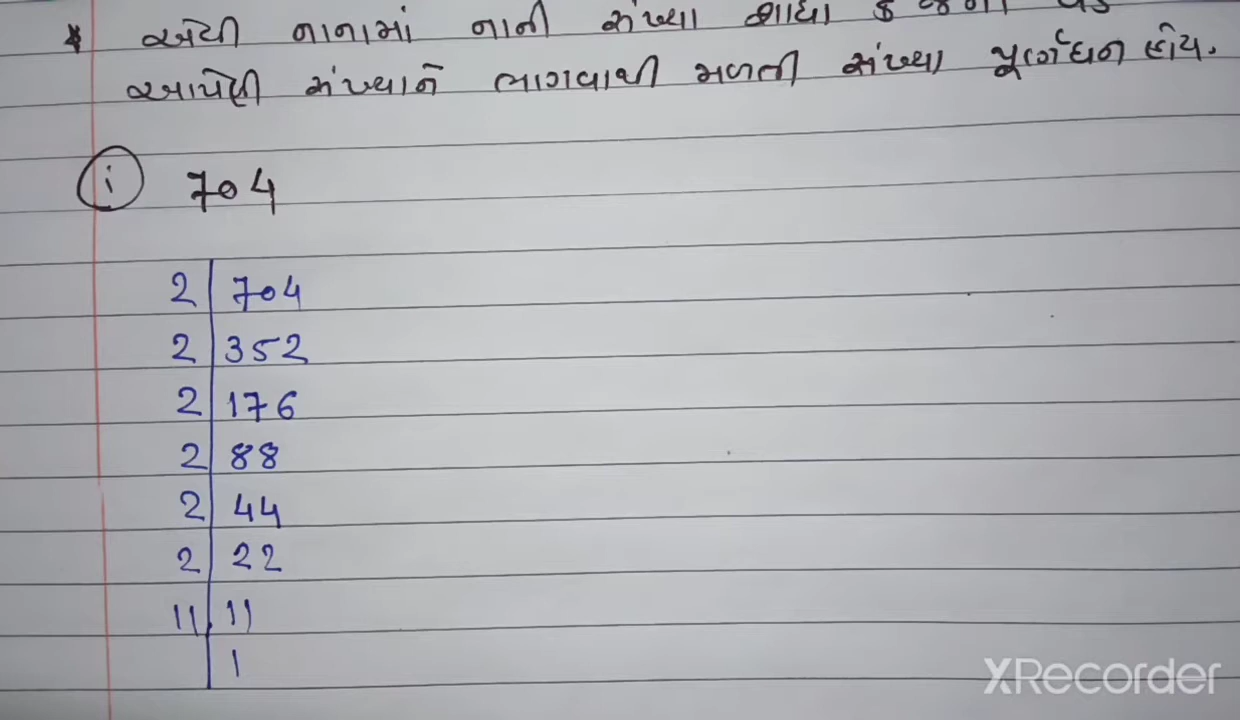 * એવી નાનામાં નાની સંખ્યા શોધો કે જેના વડે
આપેલી સંખ્યાને ભાગવાથી મળતી સંખ્યા પૂર્ણઘન હોય.
i 704
2 704
2 352
2 176
2 88
2 44
2 22
11 11
1
XRecorder